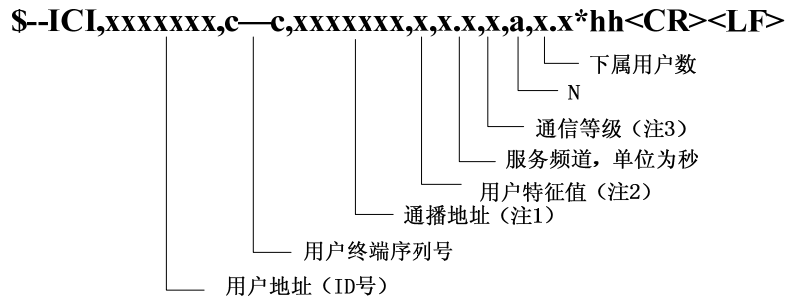 $--ICI,xxxxxxx,c—c,xxxxxxx,x,x.x,x,a,x.x*hh<CR><LF>
下属用户数
N
通信等级（注3）
服务频道，单位为秒
用户特征值（注2）
通播地址（注1）
用户终端序列号
用户地址（ID号）